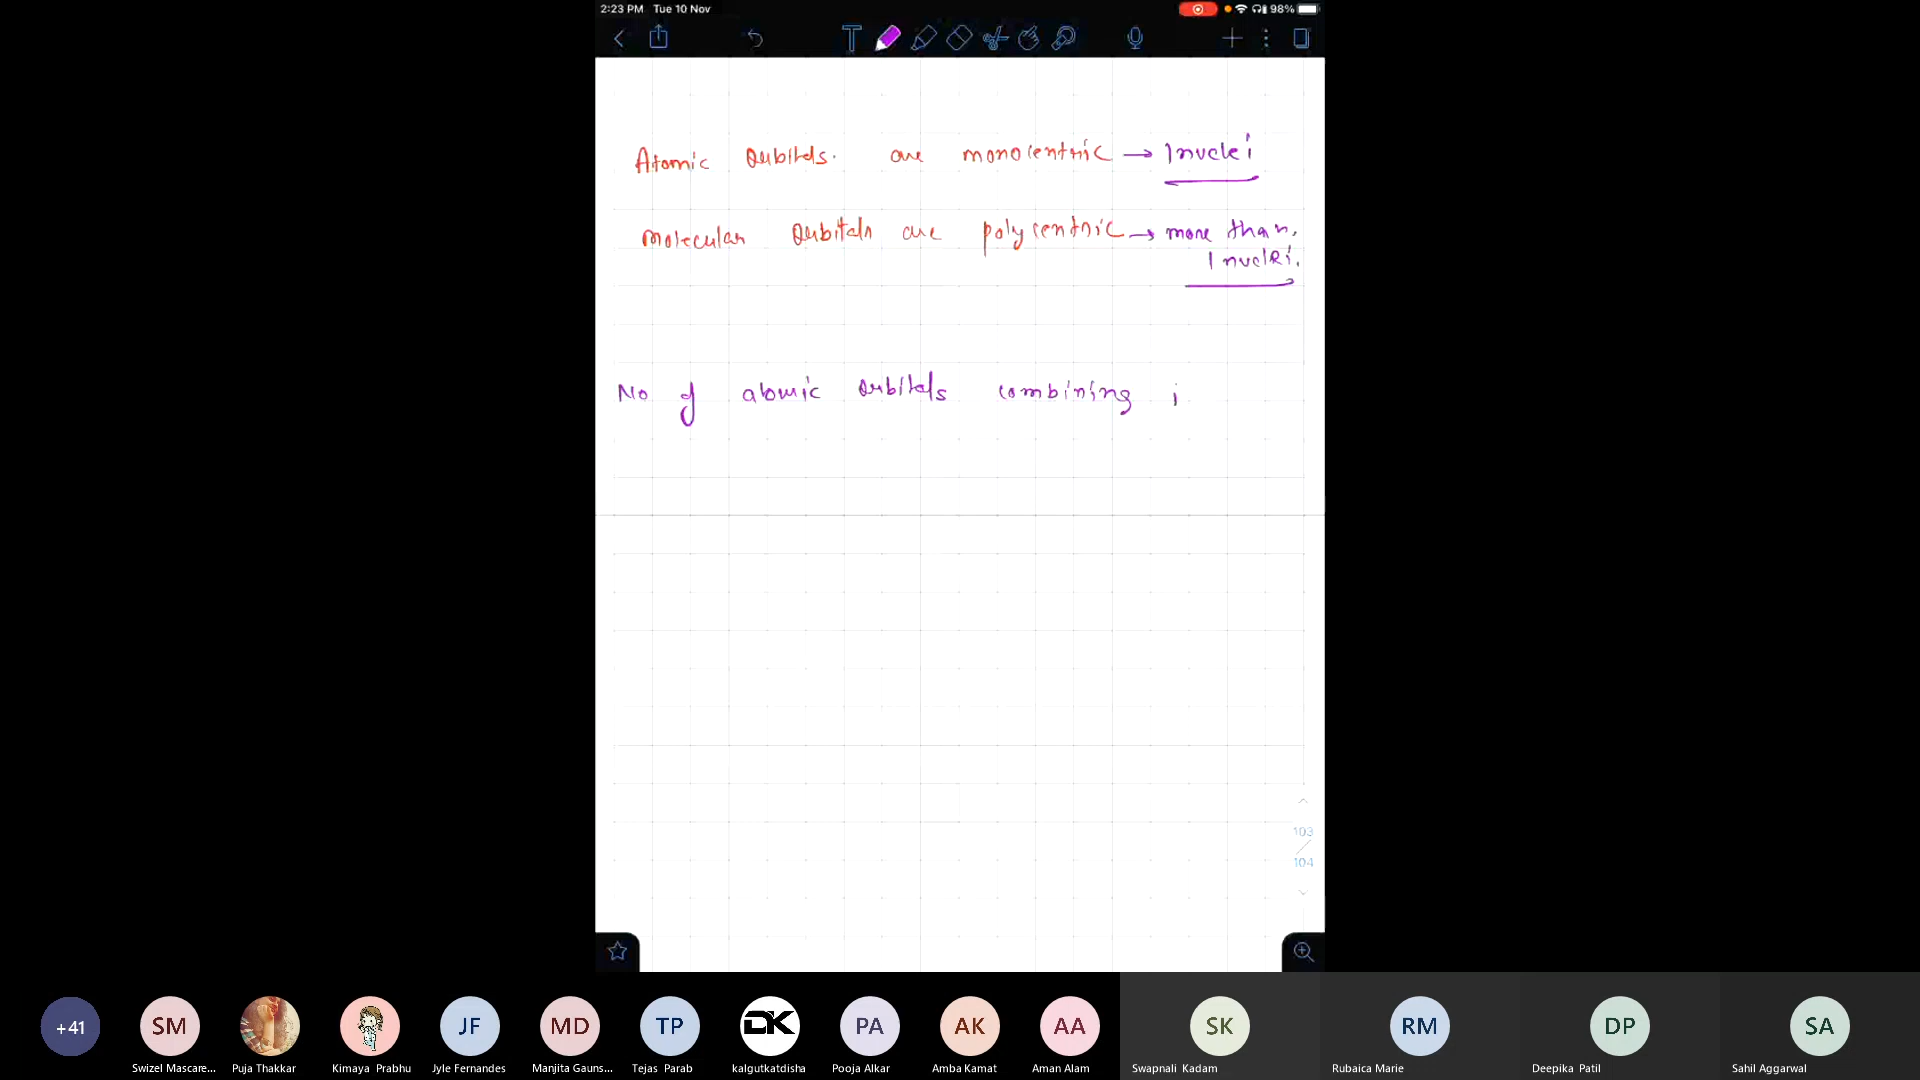 2:23 PM Tue 10 Nov 98%
T
Atomic Orbitals. are monocentric → 1 nuclei
Molecular Orbitals are polycentric → more than
1 nuclei.
No of atomic orbitals combining i
103
104
+41 SM JF MD TP DK PA AK AA SK RM DP SA
Swizel Mascare... Puja Thakkar Kimaya Prabhu Jyle Fernandes Manjita Gauns... Tejas Parab kalgutkatdisha Pooja Alkar Amba Kamat Aman Alam Swapnali Kadam Rubaica Marie Deepika Patil Sahil Aggarwal